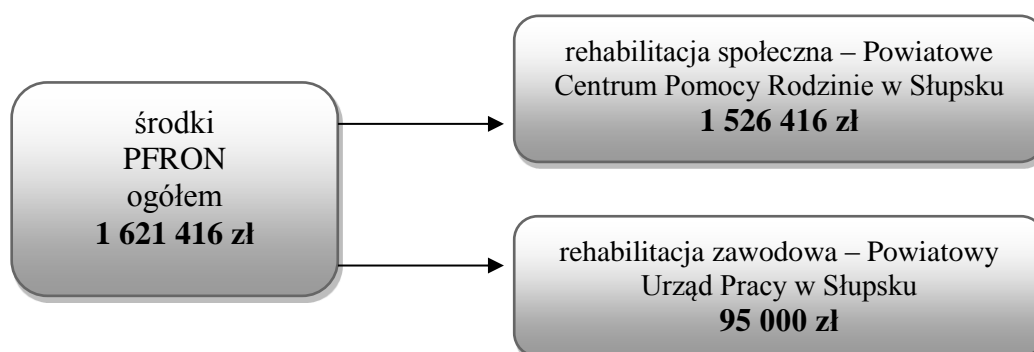 środki
PFRON
ogółem
1 621 416 zł
rehabilitacja społeczna – Powiatowe
Centrum Pomocy Rodzinie w Słupsku
1 526 416 zł
rehabilitacja zawodowa – Powiatowy
Urząd Pracy w Słupsku
95 000 zł